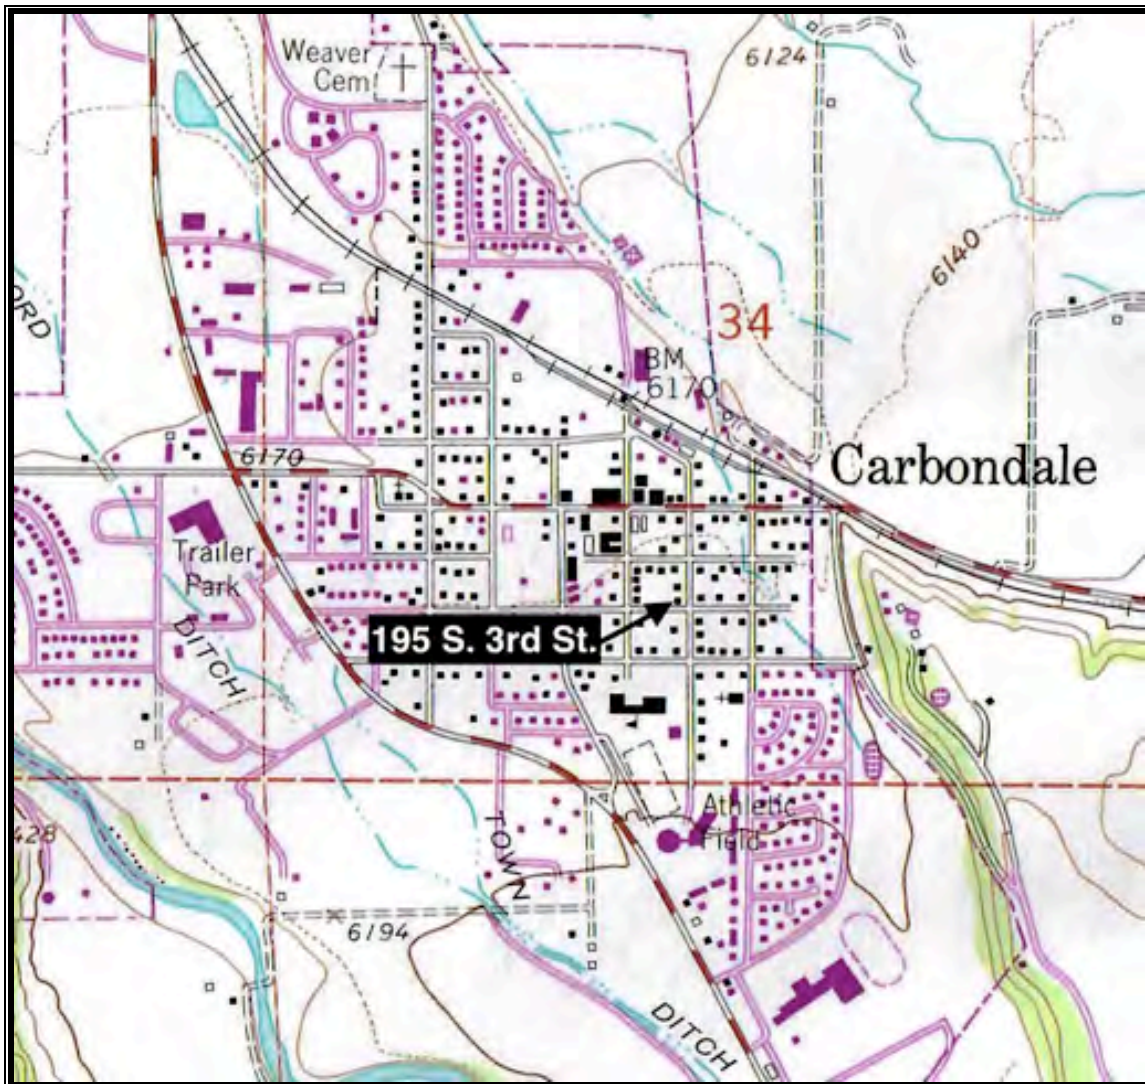 Weaver
Cem
6124
6140
ORD
34
BM
6170
6170
Carbondale
Trailer
Park
195 S. 3rd St.
DITCH
Athletic
Field
TOWN
428
6194
DITCH